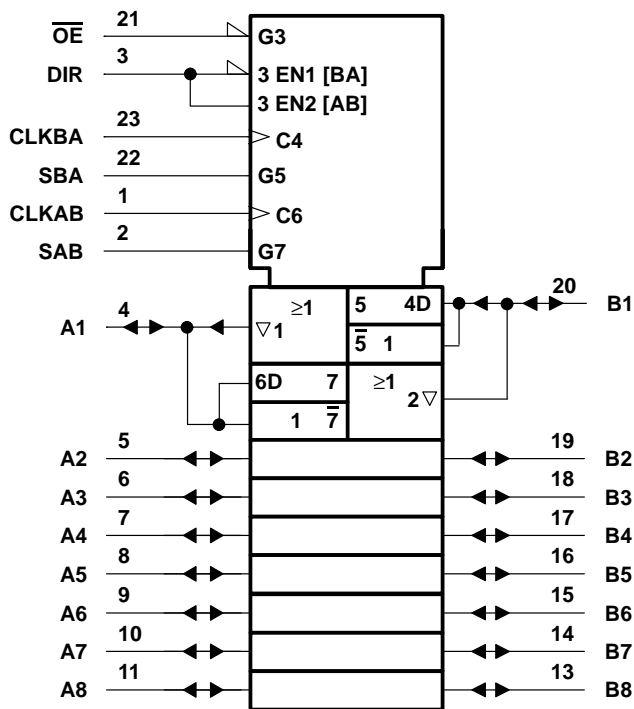 21
OE G3
3
DIR 3 EN1 [BA]
3 EN2 [AB]
23
CLKBA C4
22
SBA G5
1
CLKAB C6
2
SAB G7
4 ≥1 5 4D 20
A1 ▽1 5 1 B1
6D 7 ≥1
1 7 2▽
5 19
A2 B2
6 18
A3 B3
7 17
A4 B4
8 16
A5 B5
9 15
A6 B6
10 14
A7 B7
11 13
A8 B8